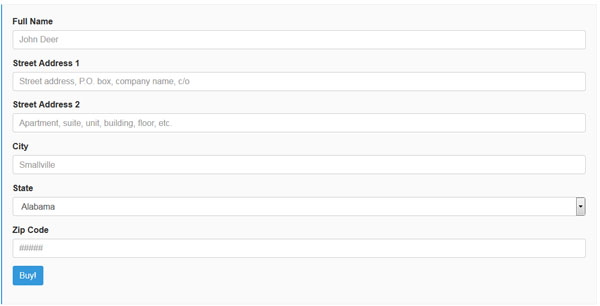 Full Name
John Deer
Street Address 1
Street address, P.O. box, company name, c/o
Street Address 2
Apartment, suite, unit, building, floor, etc.
City
Smallville
State
Alabama
Zip Code
#####
Buy!